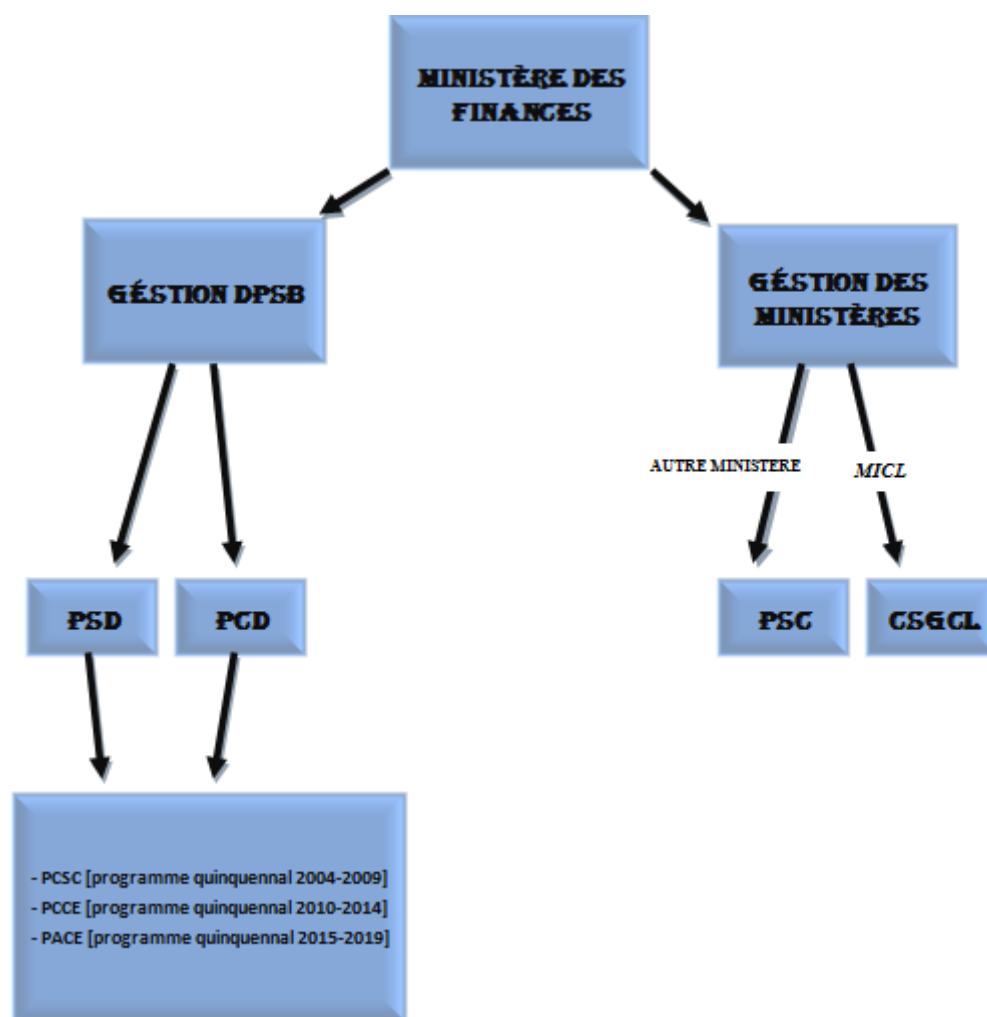 MINISTÈRE DES
FINANCES
GÉSTION DPSB
GÉSTION DES
MINISTÈRES
AUTRE MINISTERE
MICL
PSD
PCD
PSC
CSGCL
- PCSC [programme quinquennal 2004-2009]
- PCCE [programme quinquennal 2010-2014]
- PACE [programme quinquennal 2015-2019]